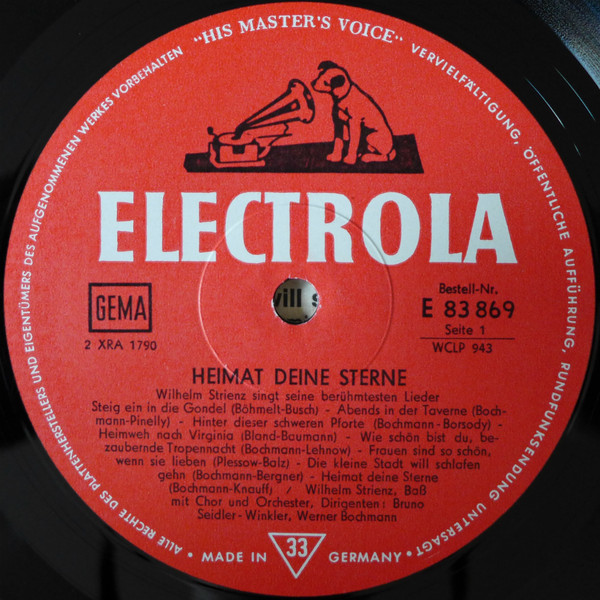 "HIS MASTER'S VOICE"
VERVIELFÄLTIGUNG, ÖFFENTLICHE AUFFÜHRUNG, RUNDFUNKSENDUNG UNTERSAGT •
ALLE RECHTE DES PLATTENHERSTELLERS UND EIGENTÜMERS DES AUFGENOMMENEN WERKES VORBEHALTEN
ELECTROLA
GEMA
2 XRA 1790
will s
Bestell-Nr.
E 83 869
Seite 1
WCLP 943
HEIMAT DEINE STERNE
Wilhelm Strienz singt seine berühmtesten Lieder
Steig ein in die Gondel (Böhmelt-Busch) - Abends in der Taverne (Boch-
mann-Pinelly) - Hinter dieser schweren Pforte (Bochmann-Borsody) -
Heimweh nach Virginia (Bland-Baumann) - Wie schön bist du, be-
zaubernde Tropennacht (Bochmann-Lehnow) - Frauen sind so schön,
wenn sie lieben (Plessow-Balz) - Die kleine Stadt will schlafen
gehn (Bochmann-Bergner) - Heimat deine Sterne
(Bochmann-Knauff) / Wilhelm Strienz, Baß
mit Chor und Orchester, Dirigenten: Bruno
Seidler-Winkler, Werner Bochmann
• MADE IN 33 GERMANY •